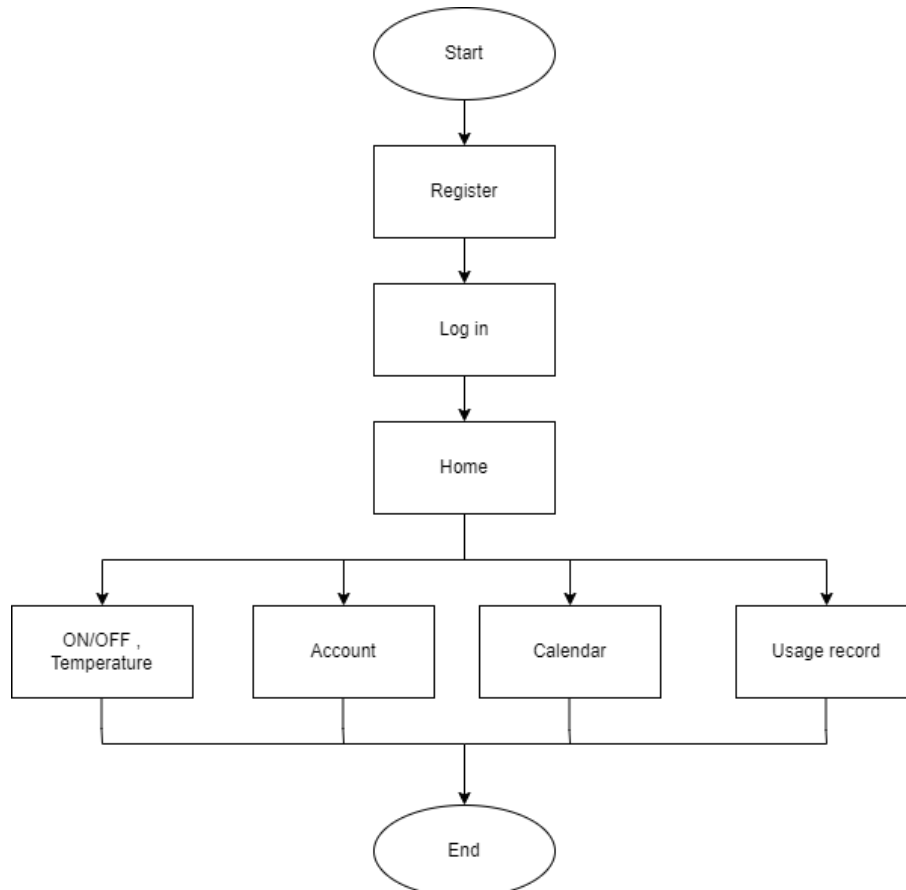 Start
Register
Log in
Home
ON/OFF ,
Temperature
Account
Calendar
Usage record
End